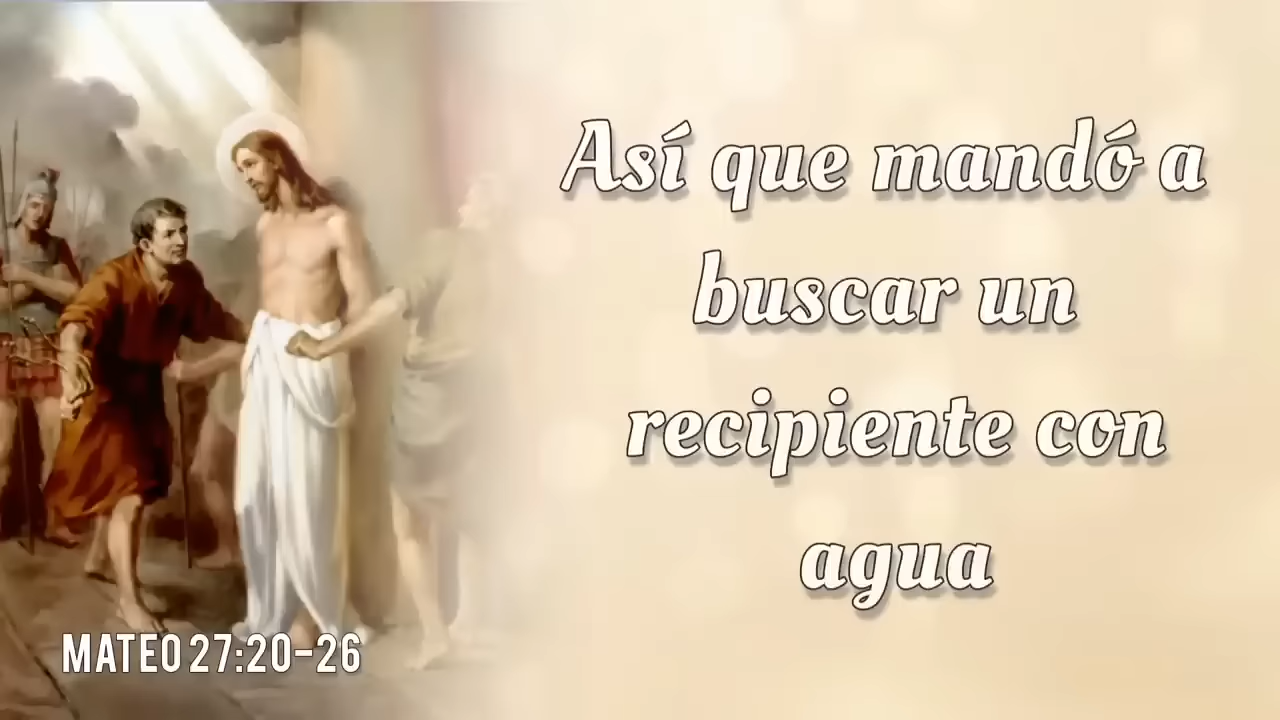 Así que mandó a
buscar un
recipiente con
agua
MATEO 27:20-26